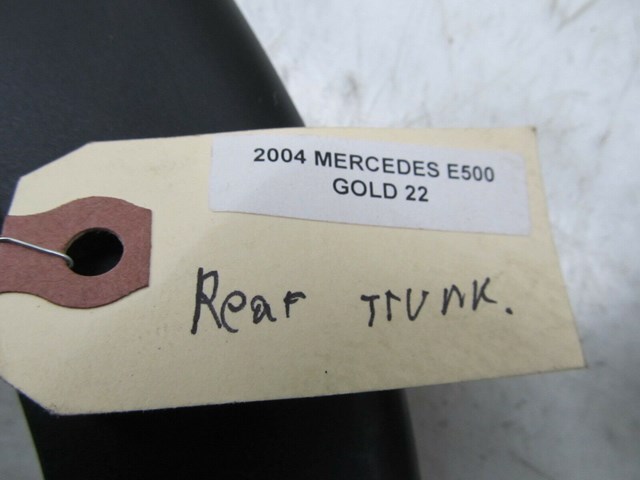 2004 MERCEDES E500
GOLD 22
Rear Trunk.